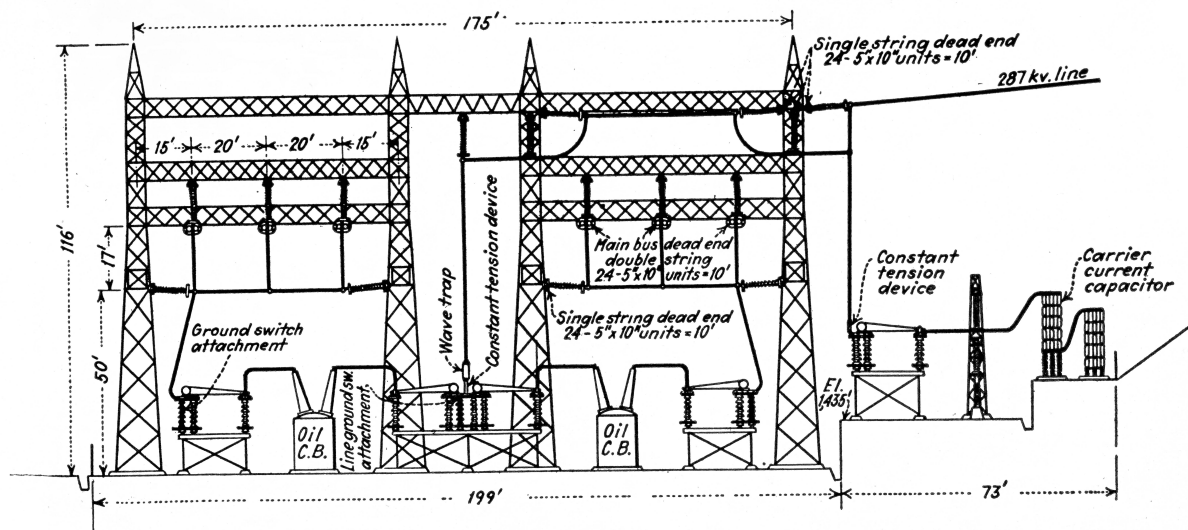 175'
Single string dead end
24-5"x10" units = 10'
287 kv. line
15'
20'
20'
15'
116'
17'
50'
Main bus dead end
double string
24-5"x10" units = 10'
Wave trap
Constant tension device
Constant
tension
device
Carrier
current
capacitor
Single string dead end
24-5"x10" units = 10'
Ground switch
attachment
Line ground sw.
attachment
Oil
C.B.
Oil
C.B.
El.
1,435'
199'
73'